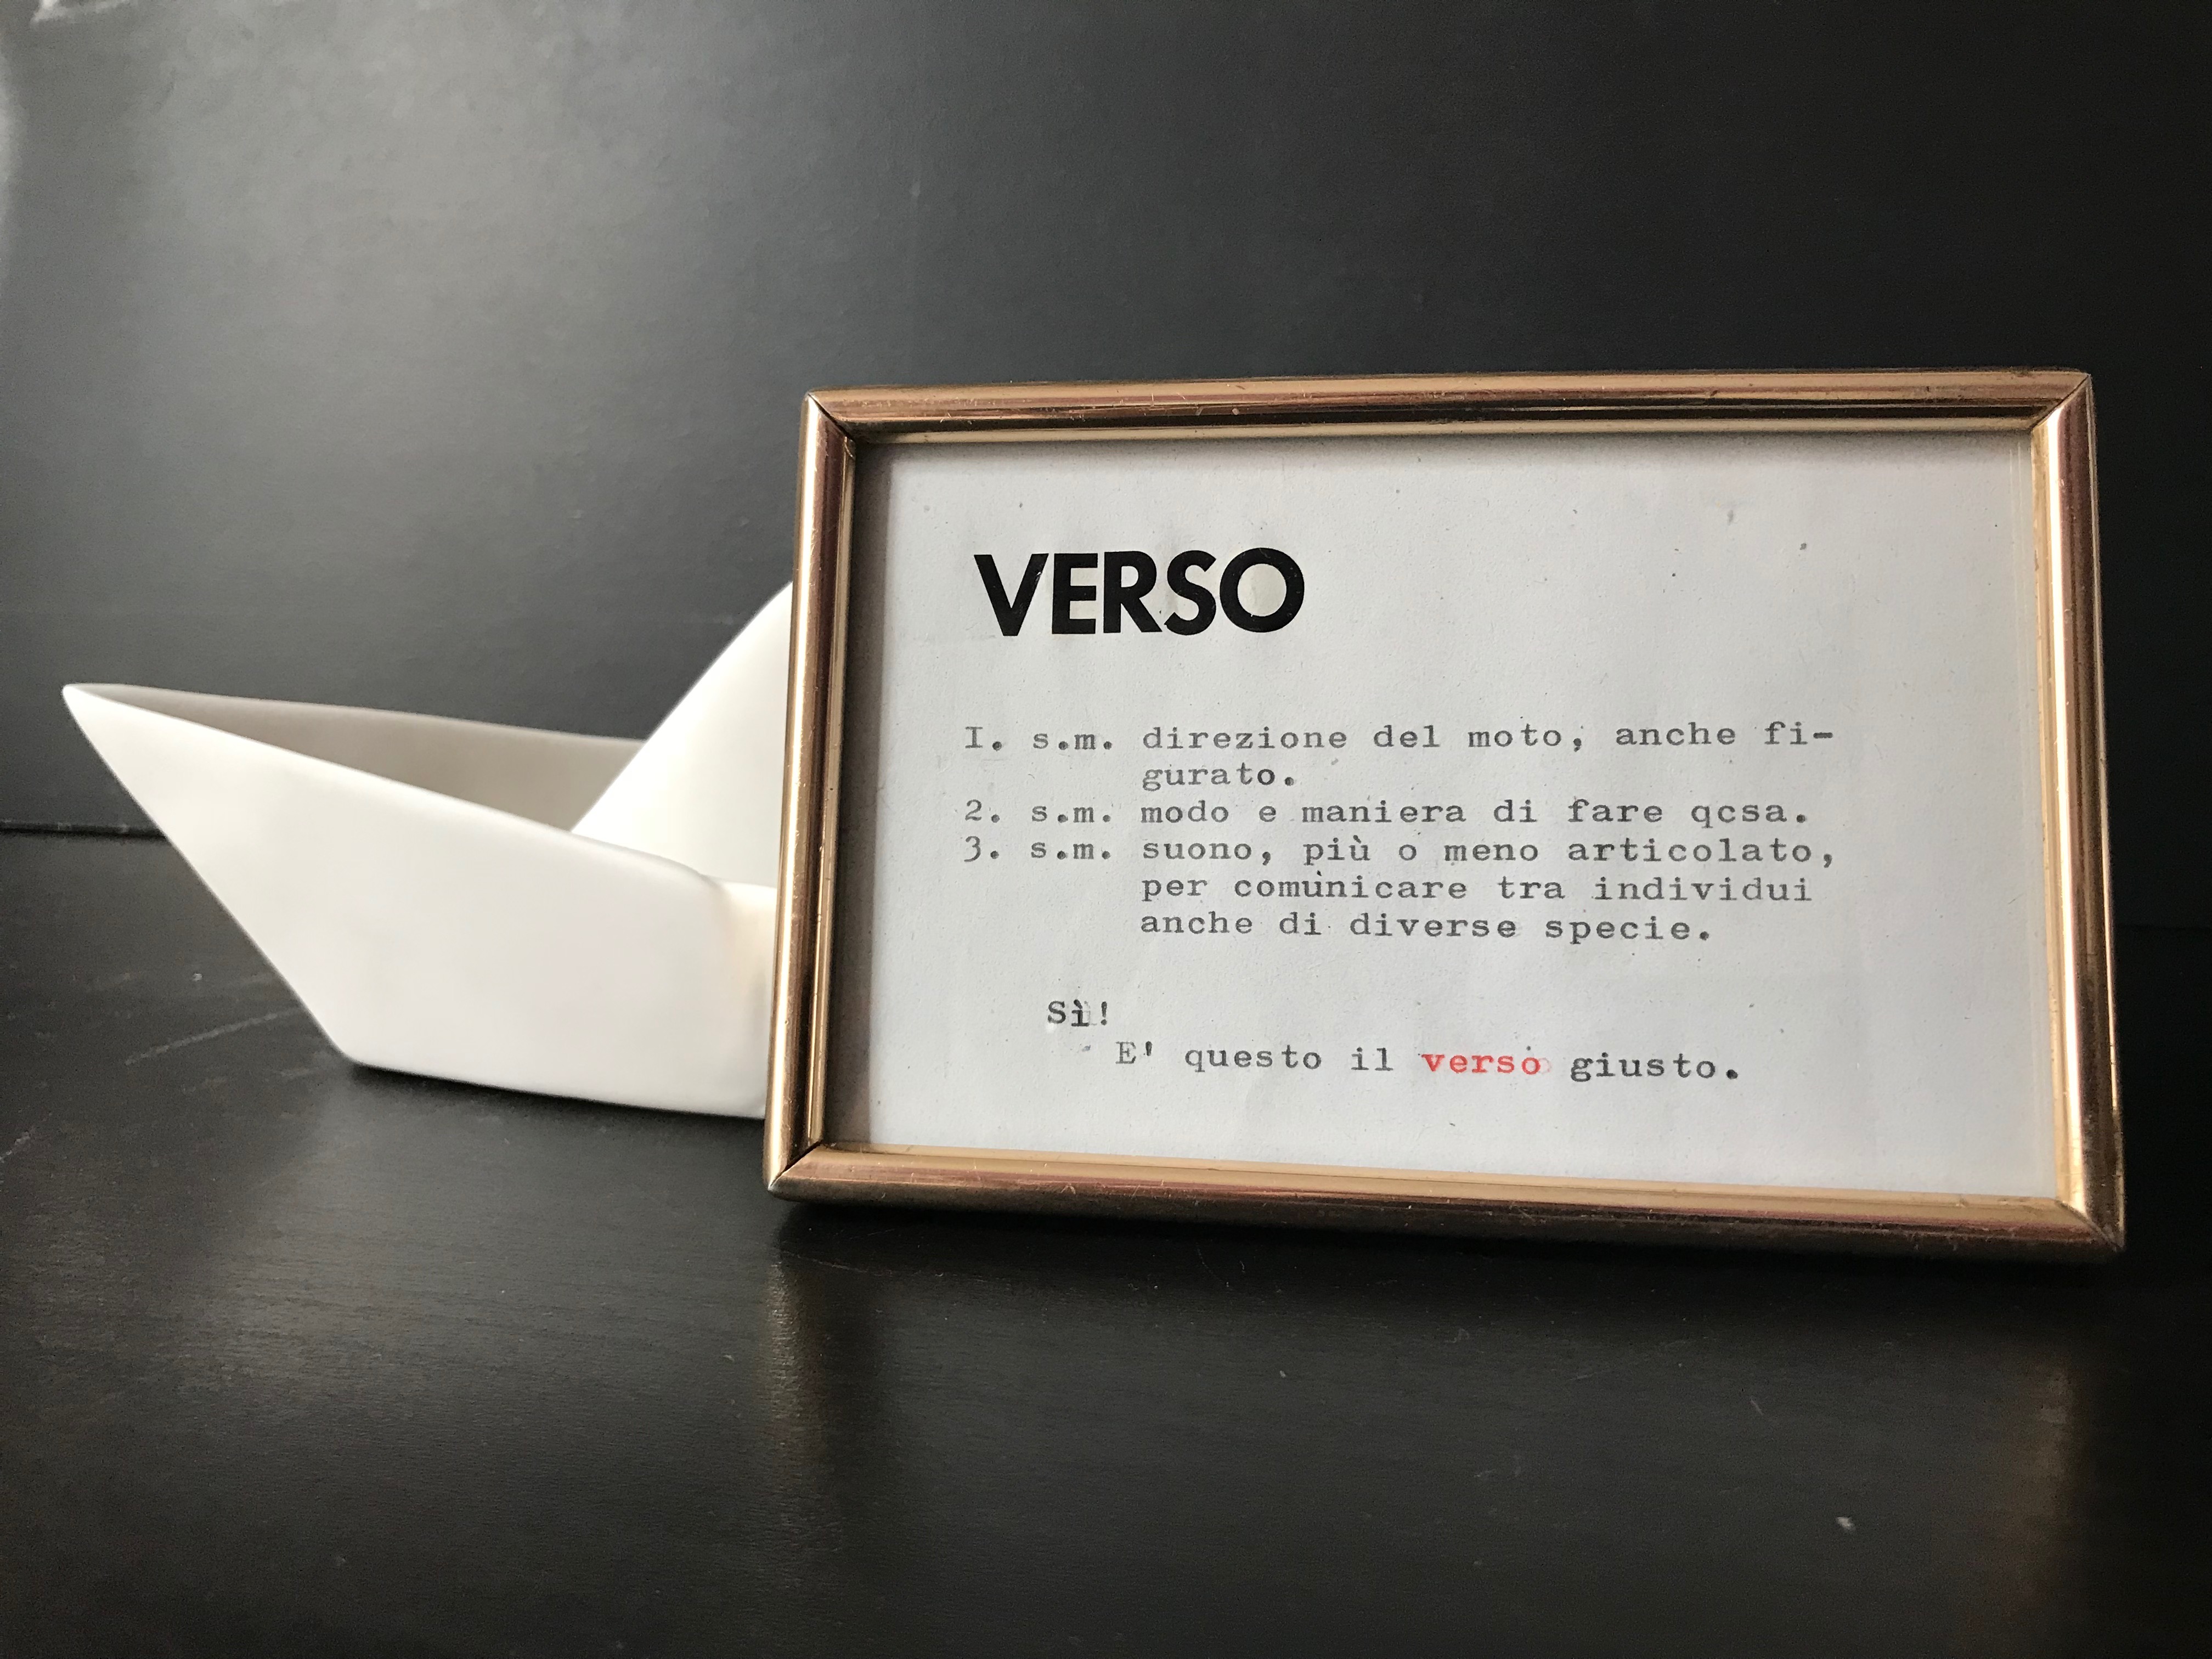 VERSO
I. s.m. direzione del moto, anche fi-
gurato.
2. s.m. modo e maniera di fare qcsa.
3. s.m. suono, più o meno articolato,
per comunicare tra individui
anche di diverse specie.
Sì!
E' questo il verso giusto.